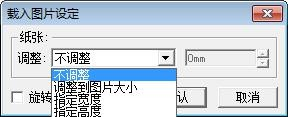 载入图片设定
纸张:
调整: 不调整 0mm
不调整
调整到图片大小
指定宽度
指定高度
旋转 认 取消